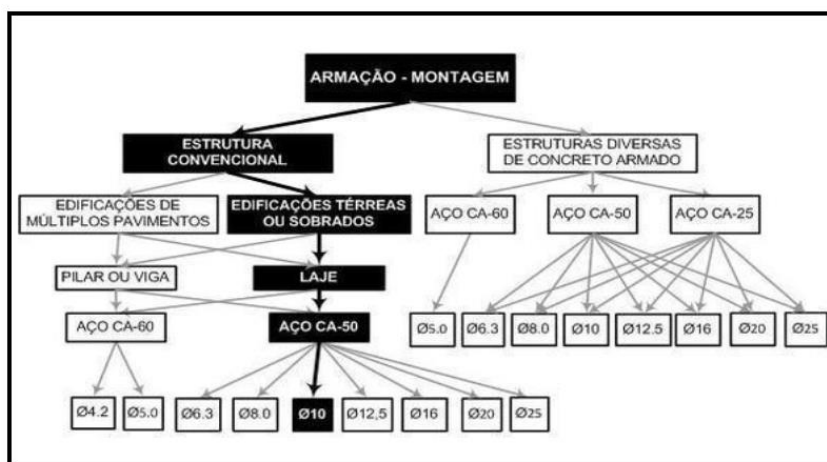 ARMAÇÃO - MONTAGEM
ESTRUTURA
CONVENCIONAL
ESTRUTURAS DIVERSAS
DE CONCRETO ARMADO
EDIFICAÇÕES DE
MÚLTIPLOS PAVIMENTOS
EDIFICAÇÕES TÉRREAS
OU SOBRADOS
AÇO CA-60
AÇO CA-50
AÇO CA-25
PILAR OU VIGA
LAJE
AÇO CA-60
AÇO CA-50
Ø5.0
Ø6.3
Ø8.0
Ø10
Ø12.5
Ø16
Ø20
Ø25
Ø4.2
Ø5.0
Ø6.3
Ø8.0
Ø10
Ø12,5
Ø16
Ø20
Ø25